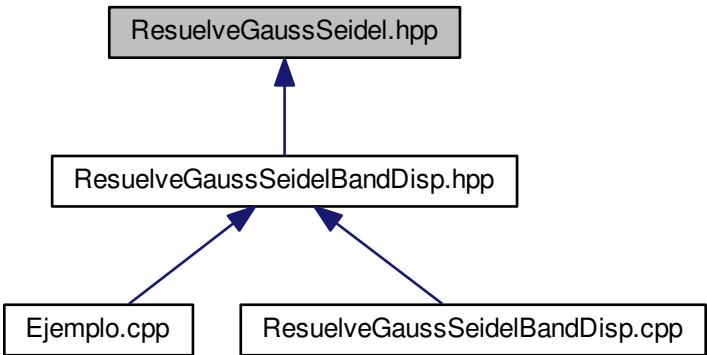 ResuelveGaussSeidel.hpp
ResuelveGaussSeidelBandDisp.hpp
Ejemplo.cpp
ResuelveGaussSeidelBandDisp.cpp